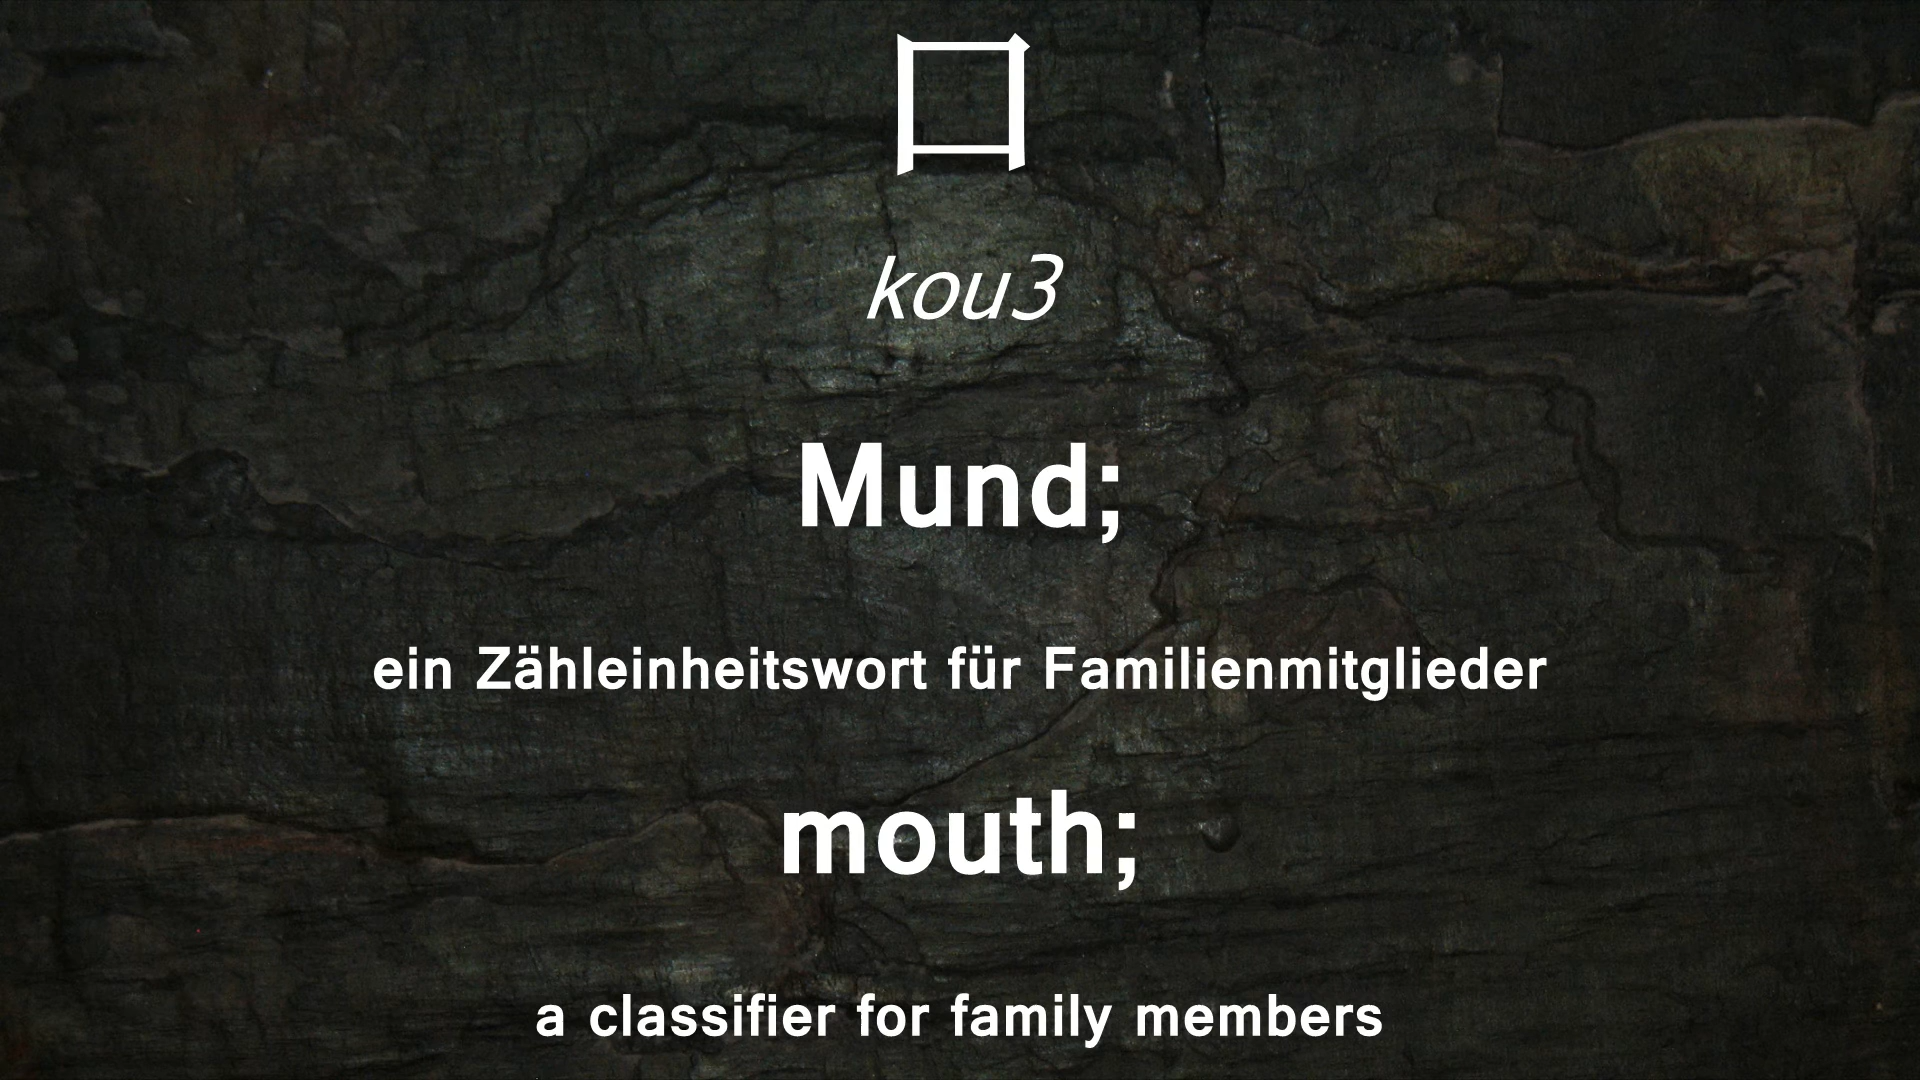 口
kou3
Mund;
ein Zähleinheitswort für Familienmitglieder
mouth;
a classifier for family members